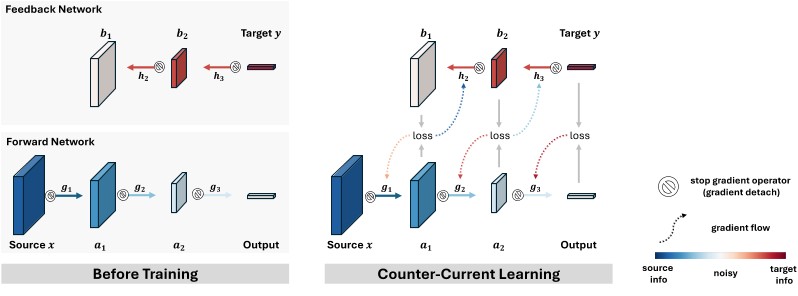 Feedback Network
b1 b2 Target y
h2 h3
Forward Network
g1 g2 g3
Source x a1 a2 Output
Before Training
b1 b2 Target y
h2 h3
loss loss loss
g1 g2 g3
Source x a1 a2 Output
Counter-Current Learning
stop gradient operator
(gradient detach)
gradient flow
source
info
noisy
target
info